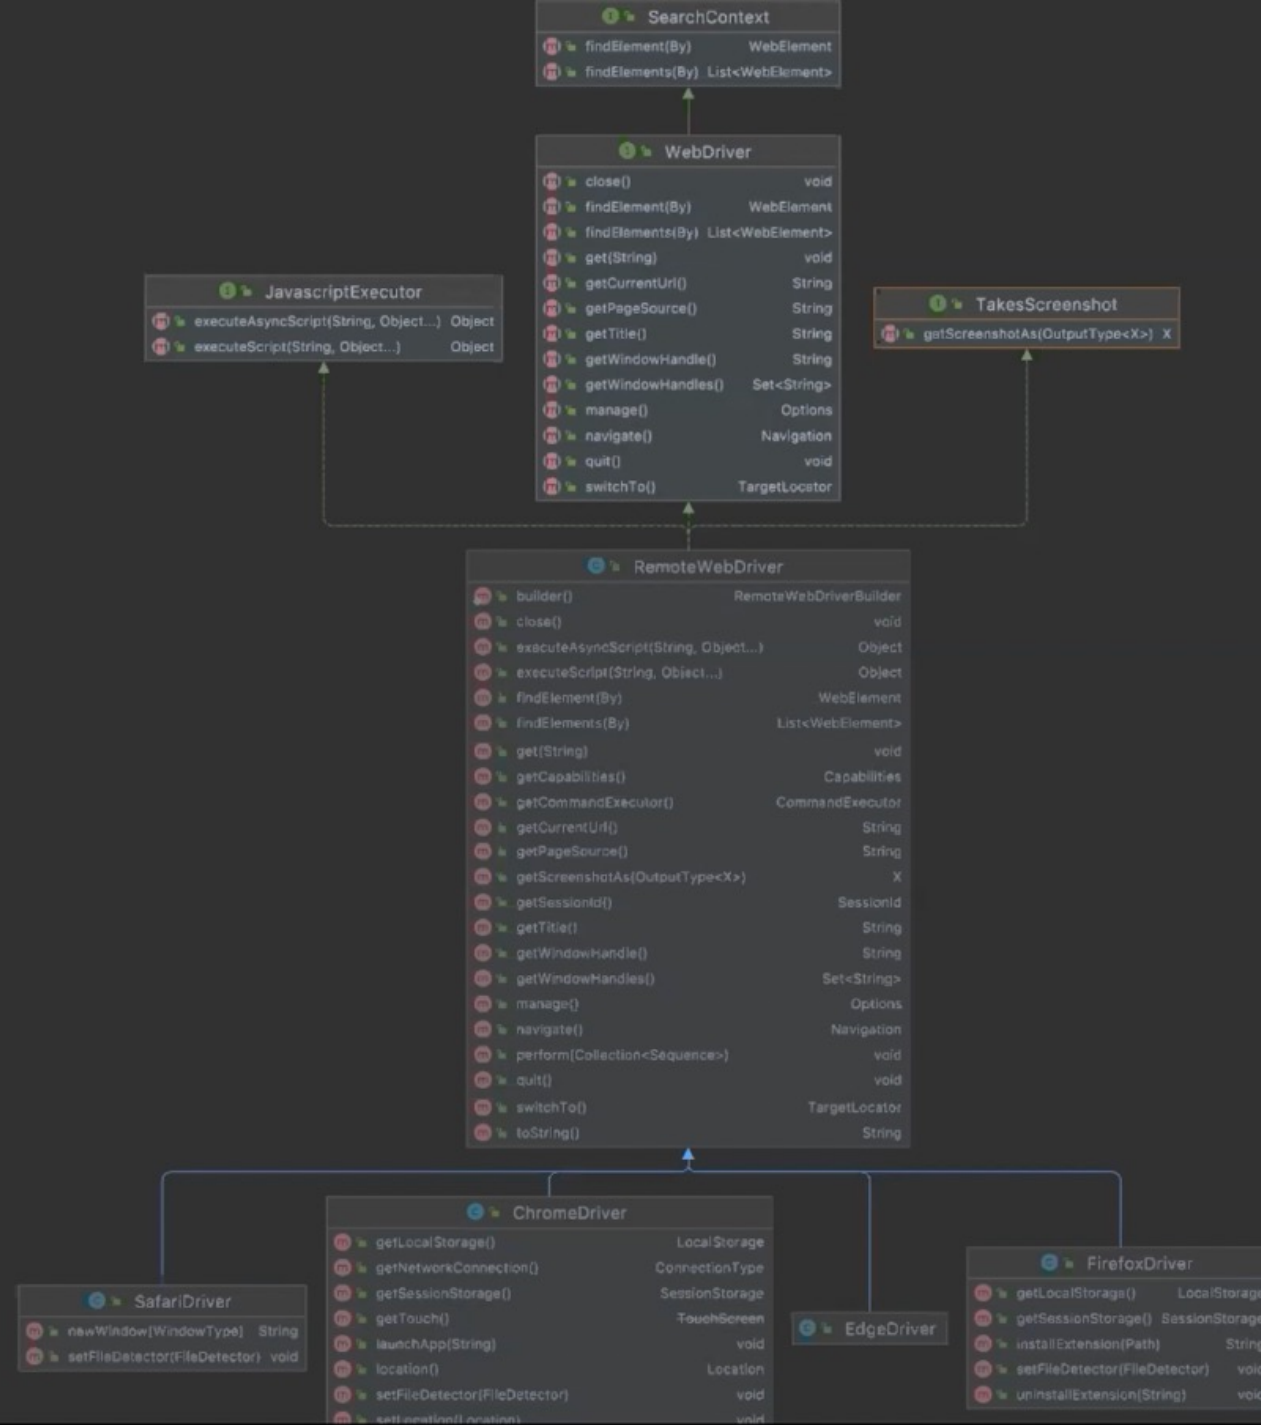 SearchContext
findElement(By) WebElement
findElements(By) List<WebElement>
WebDriver
close() void
findElement(By) WebElement
findElements(By) List<WebElement>
get(String) void
getCurrentUrl() String
getPageSource() String
getTitle() String
getWindowHandle() String
getWindowHandles() Set<String>
manage() Options
navigate() Navigation
quit() void
switchTo() TargetLocator
JavascriptExecutor
executeAsyncScript(String, Object...) Object
executeScript(String, Object...) Object
TakesScreenshot
getScreenshotAs(OutputType<X>) X
RemoteWebDriver
builder() RemoteWebDriverBuilder
close() void
executeAsyncScript(String, Object...) Object
executeScript(String, Object...) Object
findElement(By) WebElement
findElements(By) List<WebElement>
get(String) void
getCapabilities() Capabilities
getCommandExecutor() CommandExecutor
getCurrentUrl() String
getPageSource() String
getScreenshotAs(OutputType<X>) X
getSessionId() SessionId
getTitle() String
getWindowHandle() String
getWindowHandles() Set<String>
manage() Options
navigate() Navigation
perform(Collection<Sequence>) void
quit() void
switchTo() TargetLocator
toString() String
SafariDriver
newWindow(WindowType) String
setFileDetector(FileDetector) void
ChromeDriver
getLocalStorage() LocalStorage
getNetworkConnection() ConnectionType
getSessionStorage() SessionStorage
getTouch() TouchScreen
launchApp(String) void
location() Location
setFileDetector(FileDetector) void
setLocation(Location) void
EdgeDriver
FirefoxDriver
getLocalStorage() LocalStorage
getSessionStorage() SessionStorage
installExtension(Path) String
setFileDetector(FileDetector) void
uninstallExtension(String) void